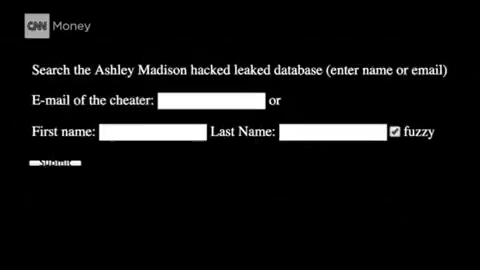 CNN Money
Search the Ashley Madison hacked leaked database (enter name or email)
E-mail of the cheater: or
First name: Last Name: fuzzy
Submit